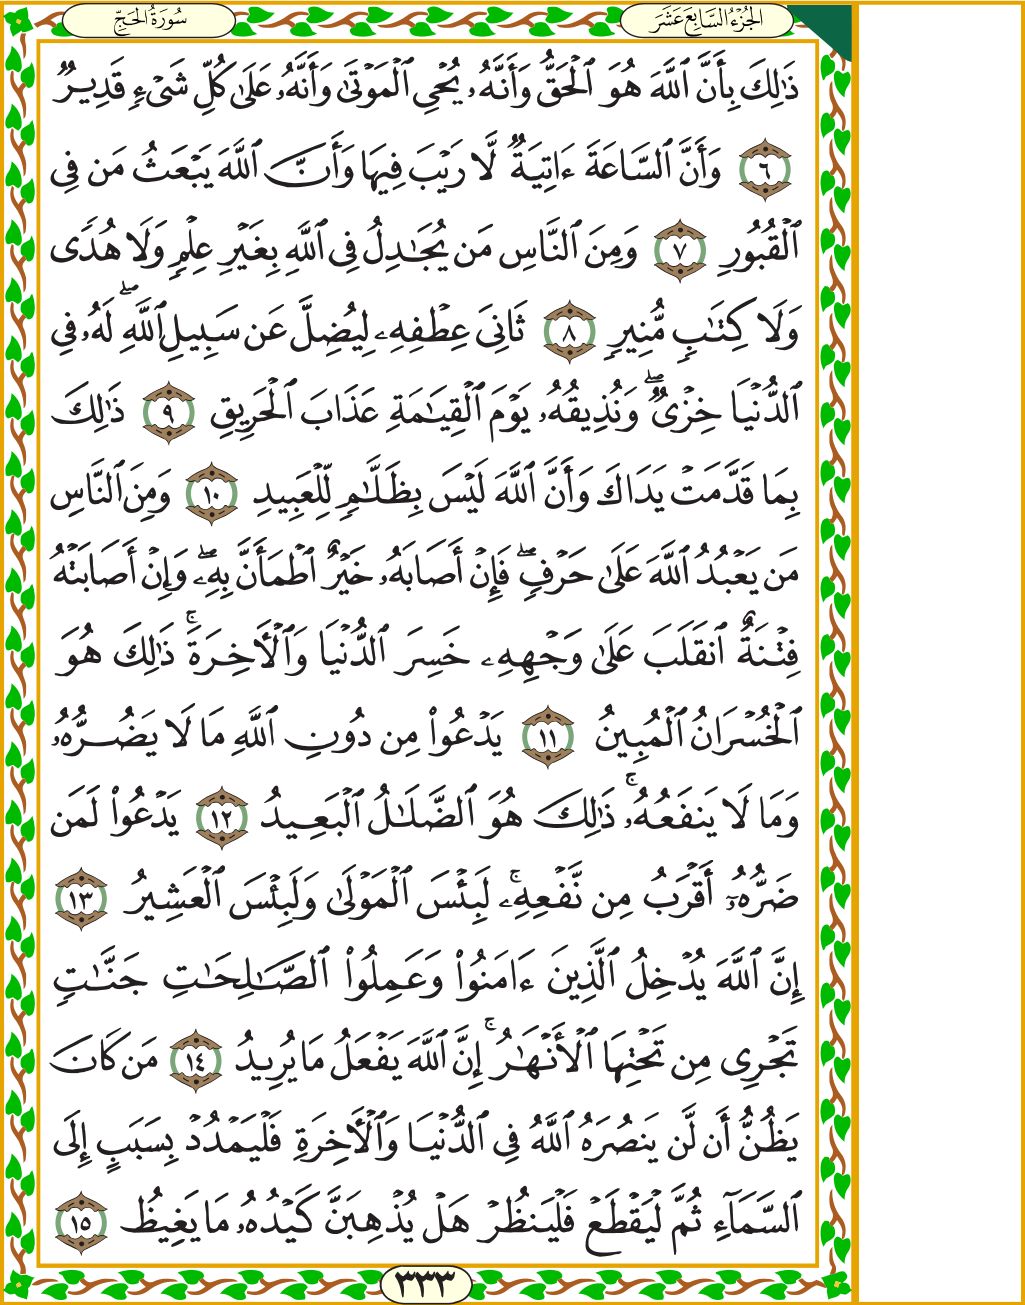 الجُزْءُ السَّابِعَ عَشَرَ
سُورَةُ الحَجِّ
ذَٰلِكَ بِأَنَّ ٱللَّهَ هُوَ ٱلْحَقُّ وَأَنَّهُۥ يُحْىِ ٱلْمَوْتَىٰ وَأَنَّهُۥ عَلَىٰ كُلِّ شَىْءٍۢ قَدِيرٌۭ
٦ وَأَنَّ ٱلسَّاعَةَ ءَاتِيَةٌۭ لَّا رَيْبَ فِيهَا وَأَنَّ ٱللَّهَ يَبْعَثُ مَن فِى
ٱلْقُبُورِ ٧ وَمِنَ ٱلنَّاسِ مَن يُجَـٰدِلُ فِى ٱللَّهِ بِغَيْرِ عِلْمٍۢ وَلَا هُدًۭى
وَلَا كِتَـٰبٍۢ مُّنِيرٍۢ ٨ ثَانِىَ عِطْفِهِۦ لِيُضِلَّ عَن سَبِيلِ ٱللَّهِ ۖ لَهُۥ فِى
ٱلدُّنْيَا خِزْىٌۭ ۖ وَنُذِيقُهُۥ يَوْمَ ٱلْقِيَـٰمَةِ عَذَابَ ٱلْحَرِيقِ ٩ ذَٰلِكَ
بِمَا قَدَّمَتْ يَدَاكَ وَأَنَّ ٱللَّهَ لَيْسَ بِظَلَّـٰمٍۢ لِّلْعَبِيدِ ١٠ وَمِنَ ٱلنَّاسِ
مَن يَعْبُدُ ٱللَّهَ عَلَىٰ حَرْفٍۢ ۖ فَإِنْ أَصَابَهُۥ خَيْرٌ ٱطْمَأَنَّ بِهِۦ ۖ وَإِنْ أَصَابَتْهُ
فِتْنَةٌ ٱنقَلَبَ عَلَىٰ وَجْهِهِۦ خَسِرَ ٱلدُّنْيَا وَٱلْـَٔاخِرَةَ ۚ ذَٰلِكَ هُوَ
ٱلْخُسْرَانُ ٱلْمُبِينُ ١١ يَدْعُوا۟ مِن دُونِ ٱللَّهِ مَا لَا يَضُرُّهُۥ
وَمَا لَا يَنفَعُهُۥ ۚ ذَٰلِكَ هُوَ ٱلضَّلَـٰلُ ٱلْبَعِيدُ ١٢ يَدْعُوا۟ لَمَن
ضَرُّهُۥٓ أَقْرَبُ مِن نَّفْعِهِۦ ۚ لَبِئْسَ ٱلْمَوْلَىٰ وَلَبِئْسَ ٱلْعَشِيرُ ١٣
إِنَّ ٱللَّهَ يُدْخِلُ ٱلَّذِينَ ءَامَنُوا۟ وَعَمِلُوا۟ ٱلصَّـٰلِحَـٰتِ جَنَّـٰتٍۢ
تَجْرِى مِن تَحْتِهَا ٱلْأَنْهَـٰرُ ۚ إِنَّ ٱللَّهَ يَفْعَلُ مَا يُرِيدُ ١٤ مَن كَانَ
يَظُنُّ أَن لَّن يَنصُرَهُ ٱللَّهُ فِى ٱلدُّنْيَا وَٱلْـَٔاخِرَةِ فَلْيَمْدُدْ بِسَبَبٍ إِلَى
ٱلسَّمَآءِ ثُمَّ لْيَقْطَعْ فَلْيَنظُرْ هَلْ يُذْهِبَنَّ كَيْدُهُۥ مَا يَغِيظُ ١٥
٣٣٣